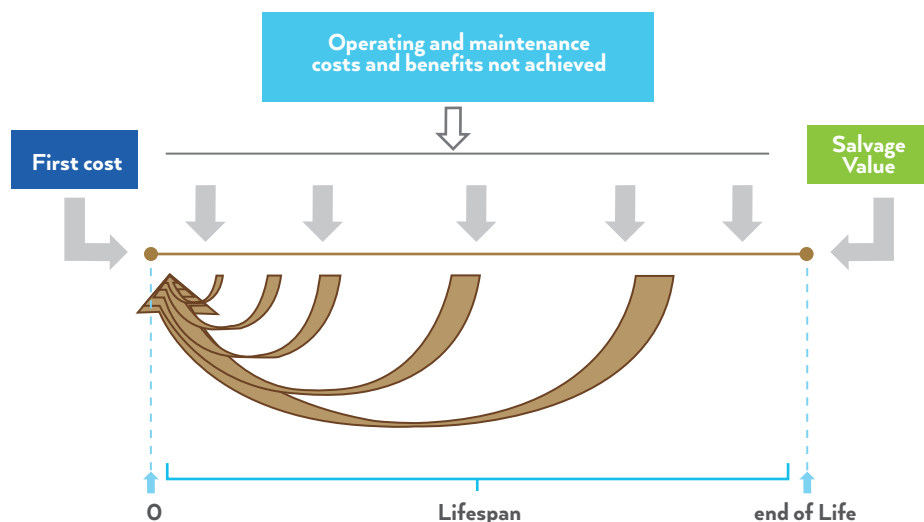 Operating and maintenance
costs and benefits not achieved
First cost
Salvage
Value
0
Lifespan
end of Life